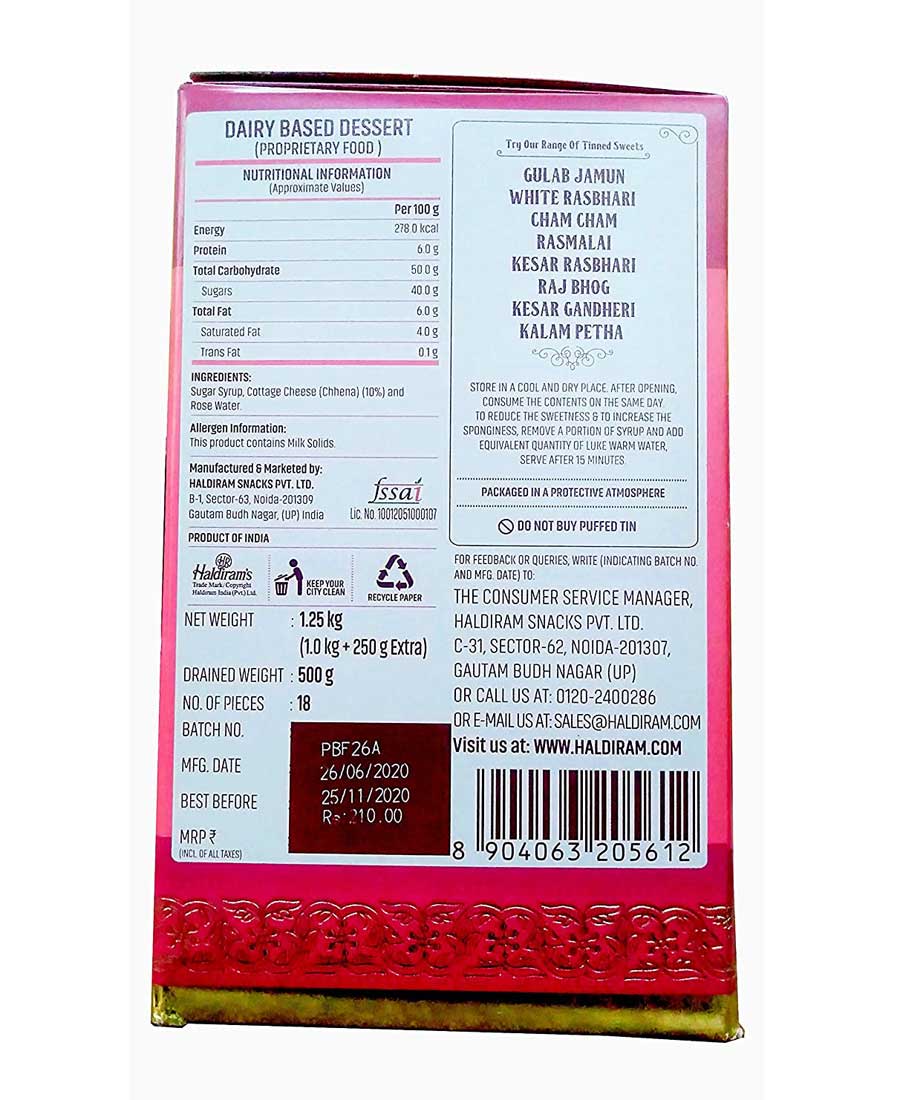 DAIRY BASED DESSERT
(PROPRIETARY FOOD )
NUTRITIONAL INFORMATION
(Approximate Values)
Per 100 g
Energy 278.0 kcal
Protein 6.0 g
Total Carbohydrate 50.0 g
Sugars 40.0 g
Total Fat 6.0 g
Saturated Fat 4.0 g
Trans Fat 0.1 g
INGREDIENTS:
Sugar Syrup, Cottage Cheese (Chhena) (10%) and
Rose Water.
Allergen Information:
This product contains Milk Solids.
Manufactured & Marketed by:
HALDIRAM SNACKS PVT. LTD.
B-1, Sector-63, Noida-201309
Gautam Budh Nagar, (UP) India
fssai
Lic. No. 10012051000107
PRODUCT OF INDIA
HR
Haldiram's
Trade Mark/Copyright
Haldiram India (Pvt.) Ltd.
KEEP YOUR
CITY CLEAN
RECYCLE PAPER
NET WEIGHT : 1.25 kg
(1.0 kg + 250 g Extra)
DRAINED WEIGHT : 500 g
NO. OF PIECES : 18
BATCH NO. PBF26A
MFG. DATE 26/06/2020
BEST BEFORE 25/11/2020
MRP ₹ Rs.210.00
(INCL. OF ALL TAXES)
Try Our Range Of Tinned Sweets
GULAB JAMUN
WHITE RASBHARI
CHAM CHAM
RASMALAI
KESAR RASBHARI
RAJ BHOG
KESAR GANDHERI
KALAM PETHA
STORE IN A COOL AND DRY PLACE. AFTER OPENING,
CONSUME THE CONTENTS ON THE SAME DAY.
TO REDUCE THE SWEETNESS & TO INCREASE THE
SPONGINESS, REMOVE A PORTION OF SYRUP AND ADD
EQUIVALENT QUANTITY OF LUKE WARM WATER,
SERVE AFTER 15 MINUTES.
PACKAGED IN A PROTECTIVE ATMOSPHERE
DO NOT BUY PUFFED TIN
FOR FEEDBACK OR QUERIES, WRITE (INDICATING BATCH NO.
AND MFG. DATE) TO:
THE CONSUMER SERVICE MANAGER,
HALDIRAM SNACKS PVT. LTD.
C-31, SECTOR-62, NOIDA-201307,
GAUTAM BUDH NAGAR (UP)
OR CALL US AT: 0120-2400286
OR E-MAIL US AT: SALES@HALDIRAM.COM
Visit us at: WWW.HALDIRAM.COM
8 904063 205612